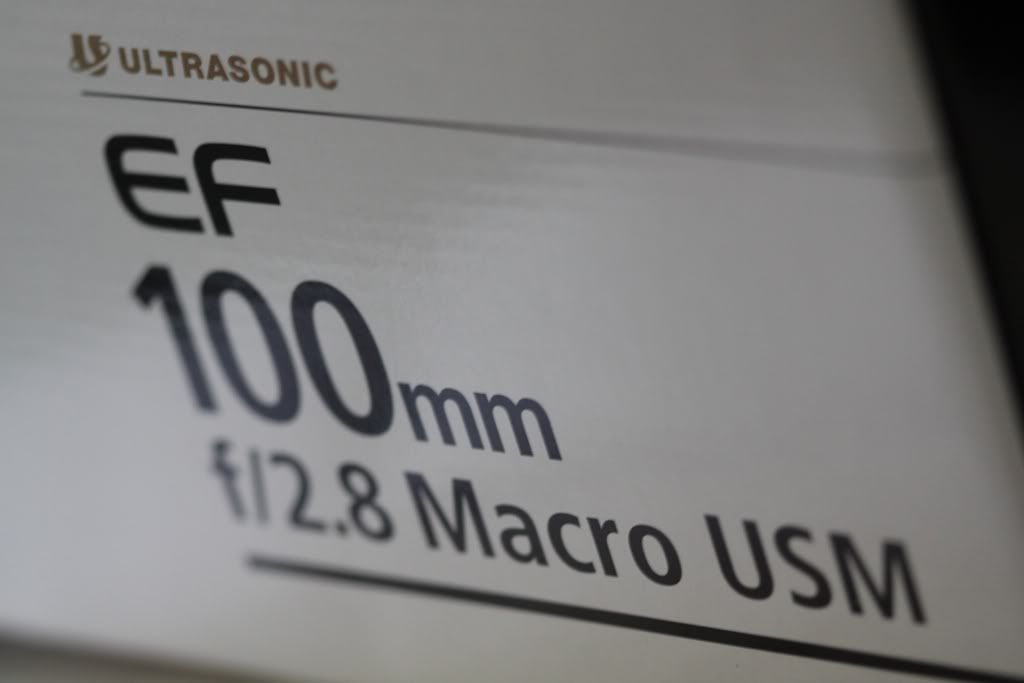 ULTRASONIC
EF
100mm
f/2.8 Macro USM